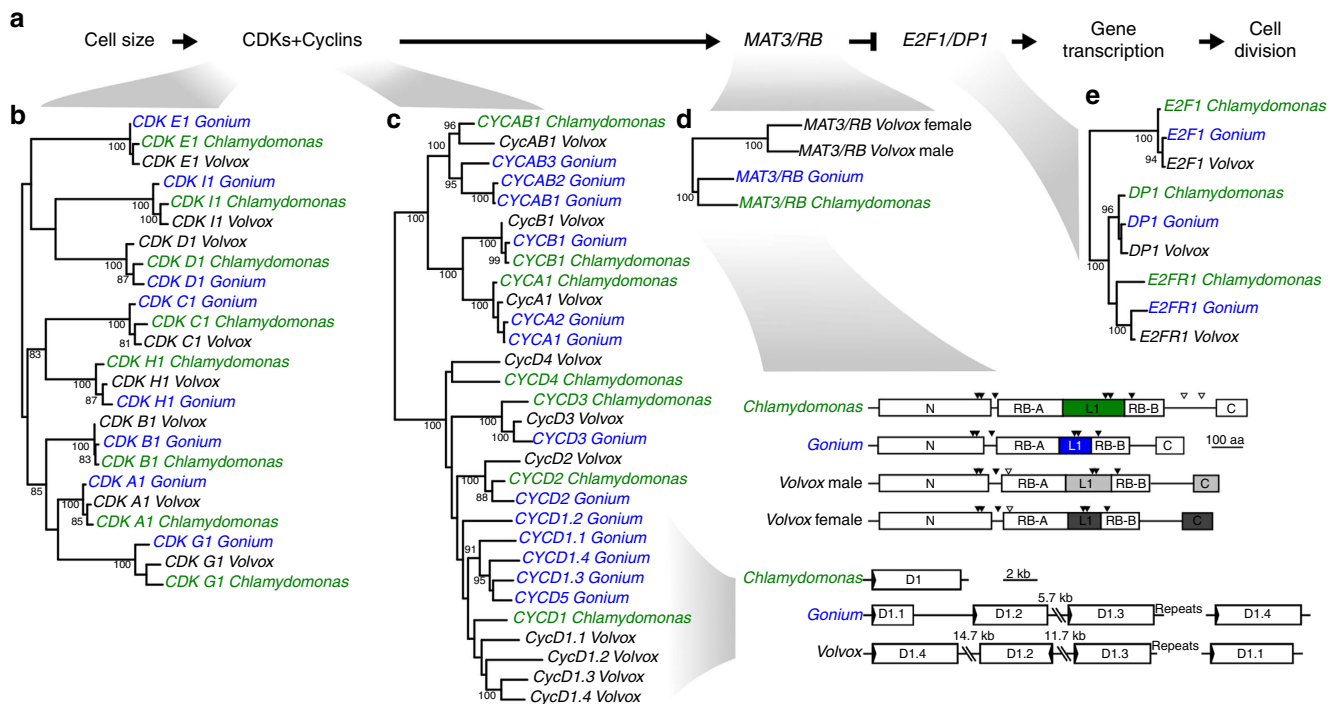 a
Cell size
CDKs+Cyclins
MAT3/RB
E2F1/DP1
Gene
transcription
Cell
division
b
CDK E1 Gonium
CDK E1 Chlamydomonas
CDK E1 Volvox
CDK I1 Gonium
CDK I1 Chlamydomonas
CDK I1 Volvox
CDK D1 Volvox
CDK D1 Chlamydomonas
CDK D1 Gonium
CDK C1 Gonium
CDK C1 Chlamydomonas
CDK C1 Volvox
CDK H1 Chlamydomonas
CDK H1 Volvox
CDK H1 Gonium
CDK B1 Volvox
CDK B1 Gonium
CDK B1 Chlamydomonas
CDK A1 Gonium
CDK A1 Volvox
CDK A1 Chlamydomonas
CDK G1 Gonium
CDK G1 Volvox
CDK G1 Chlamydomonas
100
100
100
100
87
100
81
83
100
87
100
83
85
100
85
100
c
CYCAB1 Chlamydomonas
CycAB1 Volvox
CYCAB3 Gonium
CYCAB2 Gonium
CYCAB1 Gonium
CycB1 Volvox
CYCB1 Gonium
CYCB1 Chlamydomonas
CYCA1 Chlamydomonas
CycA1 Volvox
CYCA2 Gonium
CYCA1 Gonium
CycD4 Volvox
CYCD4 Chlamydomonas
CYCD3 Chlamydomonas
CycD3 Volvox
CYCD3 Gonium
CycD2 Volvox
CYCD2 Chlamydomonas
CYCD2 Gonium
CYCD1.2 Gonium
CYCD1.1 Gonium
CYCD1.4 Gonium
CYCD1.3 Gonium
CYCD5 Gonium
CYCD1 Chlamydomonas
CycD1.1 Volvox
CycD1.2 Volvox
CycD1.3 Volvox
CycD1.4 Volvox
96
95
100
100
99
100
100
100
100
100
88
91
95
100
d
MAT3/RB Volvox female
MAT3/RB Volvox male
MAT3/RB Gonium
MAT3/RB Chlamydomonas
100
100
e
E2F1 Chlamydomonas
E2F1 Gonium
E2F1 Volvox
DP1 Chlamydomonas
DP1 Gonium
DP1 Volvox
E2FR1 Chlamydomonas
E2FR1 Gonium
E2FR1 Volvox
100
94
96
100
100
Chlamydomonas N RB-A L1 RB-B C
Gonium N RB-A L1 RB-B C 100 aa
Volvox male N RB-A L1 RB-B C
Volvox female N RB-A L1 RB-B C
Chlamydomonas D1 2 kb
5.7 kb
Gonium D1.1 D1.2 D1.3 Repeats D1.4
14.7 kb 11.7 kb
Volvox D1.4 D1.2 D1.3 Repeats D1.1